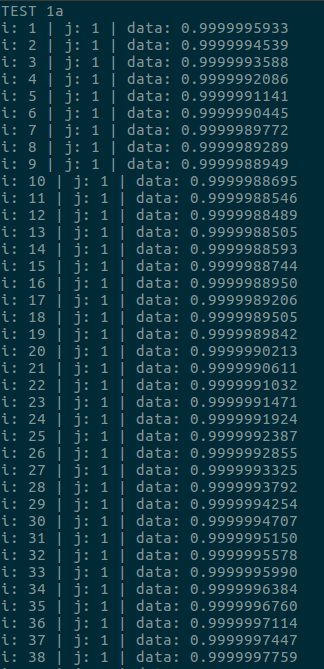 TEST 1a
i: 1 | j: 1 | data: 0.9999995933
i: 2 | j: 1 | data: 0.9999994539
i: 3 | j: 1 | data: 0.9999993588
i: 4 | j: 1 | data: 0.9999992086
i: 5 | j: 1 | data: 0.9999991141
i: 6 | j: 1 | data: 0.9999990445
i: 7 | j: 1 | data: 0.9999989772
i: 8 | j: 1 | data: 0.9999989289
i: 9 | j: 1 | data: 0.9999988949
i: 10 | j: 1 | data: 0.9999988695
i: 11 | j: 1 | data: 0.9999988546
i: 12 | j: 1 | data: 0.9999988489
i: 13 | j: 1 | data: 0.9999988505
i: 14 | j: 1 | data: 0.9999988593
i: 15 | j: 1 | data: 0.9999988744
i: 16 | j: 1 | data: 0.9999988950
i: 17 | j: 1 | data: 0.9999989206
i: 18 | j: 1 | data: 0.9999989505
i: 19 | j: 1 | data: 0.9999989842
i: 20 | j: 1 | data: 0.9999990213
i: 21 | j: 1 | data: 0.9999990611
i: 22 | j: 1 | data: 0.9999991032
i: 23 | j: 1 | data: 0.9999991471
i: 24 | j: 1 | data: 0.9999991924
i: 25 | j: 1 | data: 0.9999992387
i: 26 | j: 1 | data: 0.9999992855
i: 27 | j: 1 | data: 0.9999993325
i: 28 | j: 1 | data: 0.9999993792
i: 29 | j: 1 | data: 0.9999994254
i: 30 | j: 1 | data: 0.9999994707
i: 31 | j: 1 | data: 0.9999995150
i: 32 | j: 1 | data: 0.9999995578
i: 33 | j: 1 | data: 0.9999995990
i: 34 | j: 1 | data: 0.9999996384
i: 35 | j: 1 | data: 0.9999996760
i: 36 | j: 1 | data: 0.9999997114
i: 37 | j: 1 | data: 0.9999997447
i: 38 | j: 1 | data: 0.9999997759